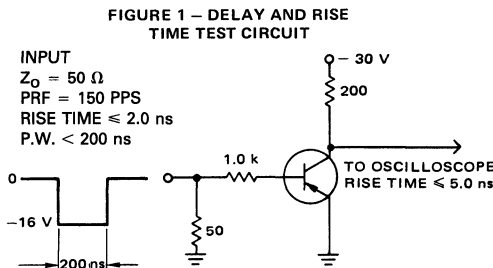 FIGURE 1 – DELAY AND RISE
TIME TEST CIRCUIT
INPUT
Z₀ = 50 Ω
PRF = 150 PPS
RISE TIME ≤ 2.0 ns
P.W. < 200 ns
– 30 V
200
1.0 k
TO OSCILLOSCOPE
RISE TIME ≤ 5.0 ns
0
−16 V
50
200 ns